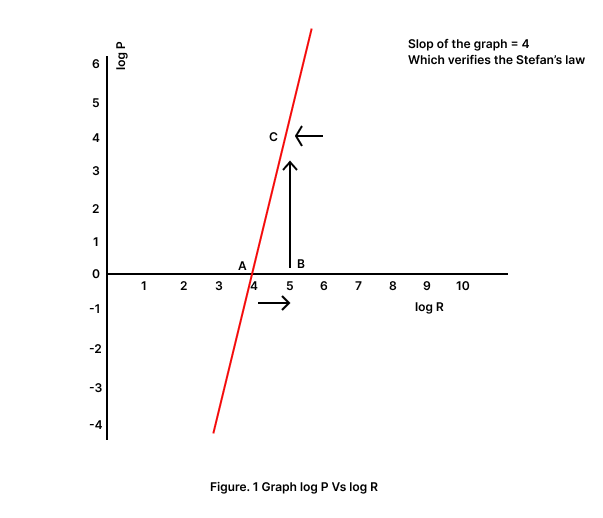 log P
Slop of the graph = 4
Which verifies the Stefan's law
6
5
4
3
2
1
0
-1
-2
-3
-4
C
A
B
1 2 3 4 5 6 7 8 9 10
log R
Figure. 1 Graph log P Vs log R